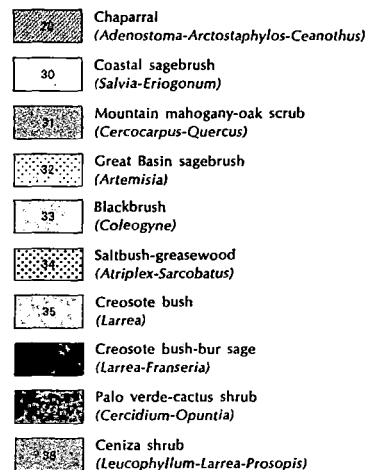 Chaparral
(Adenostoma-Arctostaphylos-Ceanothus)
30 Coastal sagebrush
(Salvia-Eriogonum)
31 Mountain mahogany-oak scrub
(Cercocarpus-Quercus)
32 Great Basin sagebrush
(Artemisia)
33 Blackbrush
(Coleogyne)
34 Saltbush-greasewood
(Atriplex-Sarcobatus)
35 Creosote bush
(Larrea)
Creosote bush-bur sage
(Larrea-Franseria)
Palo verde-cactus shrub
(Cercidium-Opuntia)
38 Ceniza shrub
(Leucophyllum-Larrea-Prosopis)